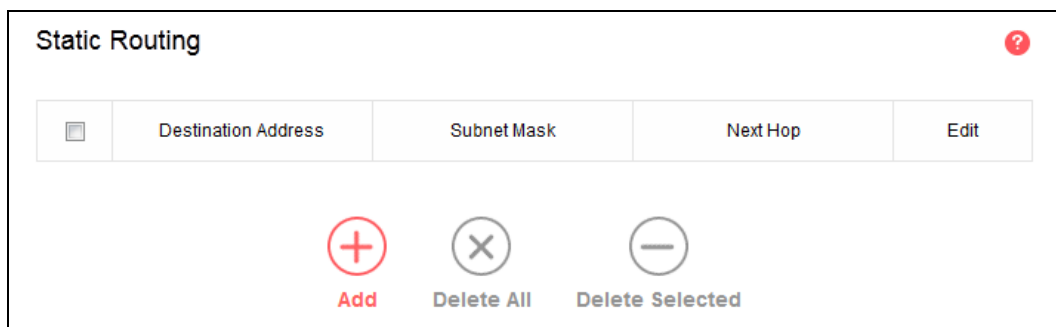 Static Routing ?
Destination Address Subnet Mask Next Hop Edit
Add Delete All Delete Selected